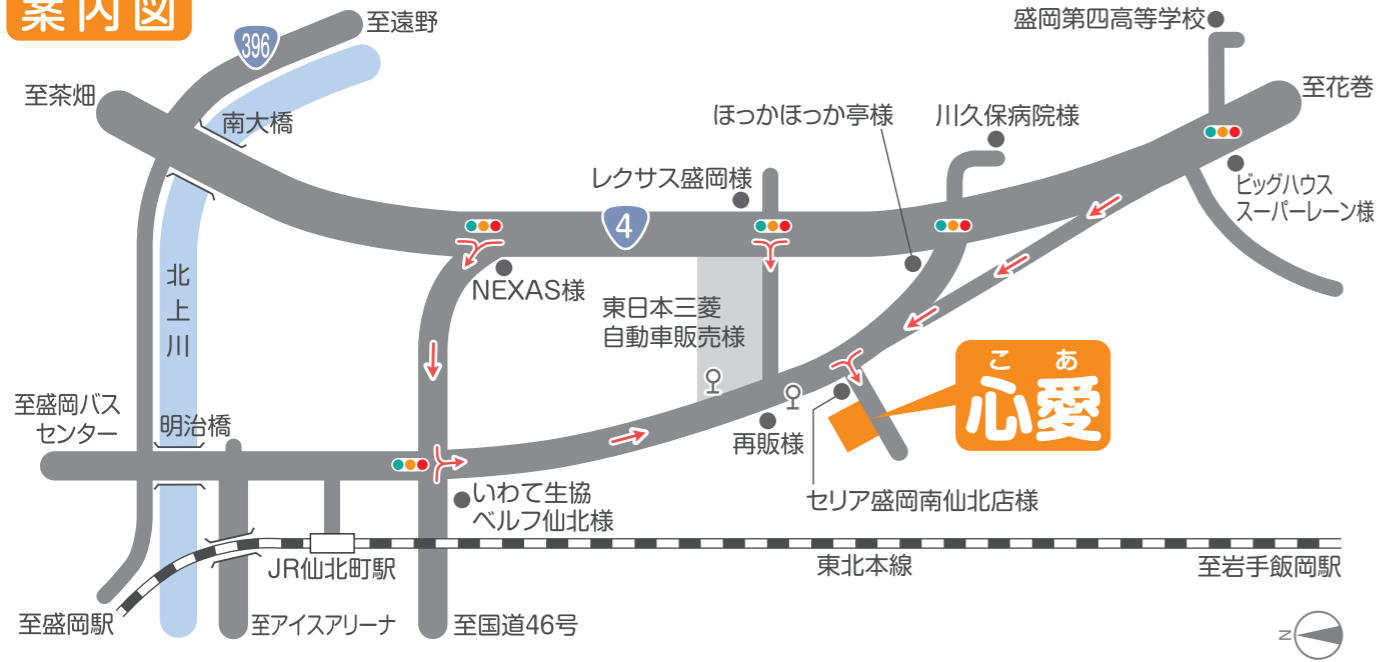 案内図
396
至遠野
盛岡第四高等学校
至茶畑
至花巻
南大橋
ほっかほっか亭様
川久保病院様
レクサス盛岡様
ビッグハウス
スーパーレーン様
4
北上川
NEXAS様
東日本三菱
自動車販売様
こあ
心愛
至盛岡バス
センター
明治橋
再販様
いわて生協
ベルフ仙北様
セリア盛岡南仙北店様
JR仙北町駅
東北本線
至岩手飯岡駅
至盛岡駅
至アイスアリーナ
至国道46号
N